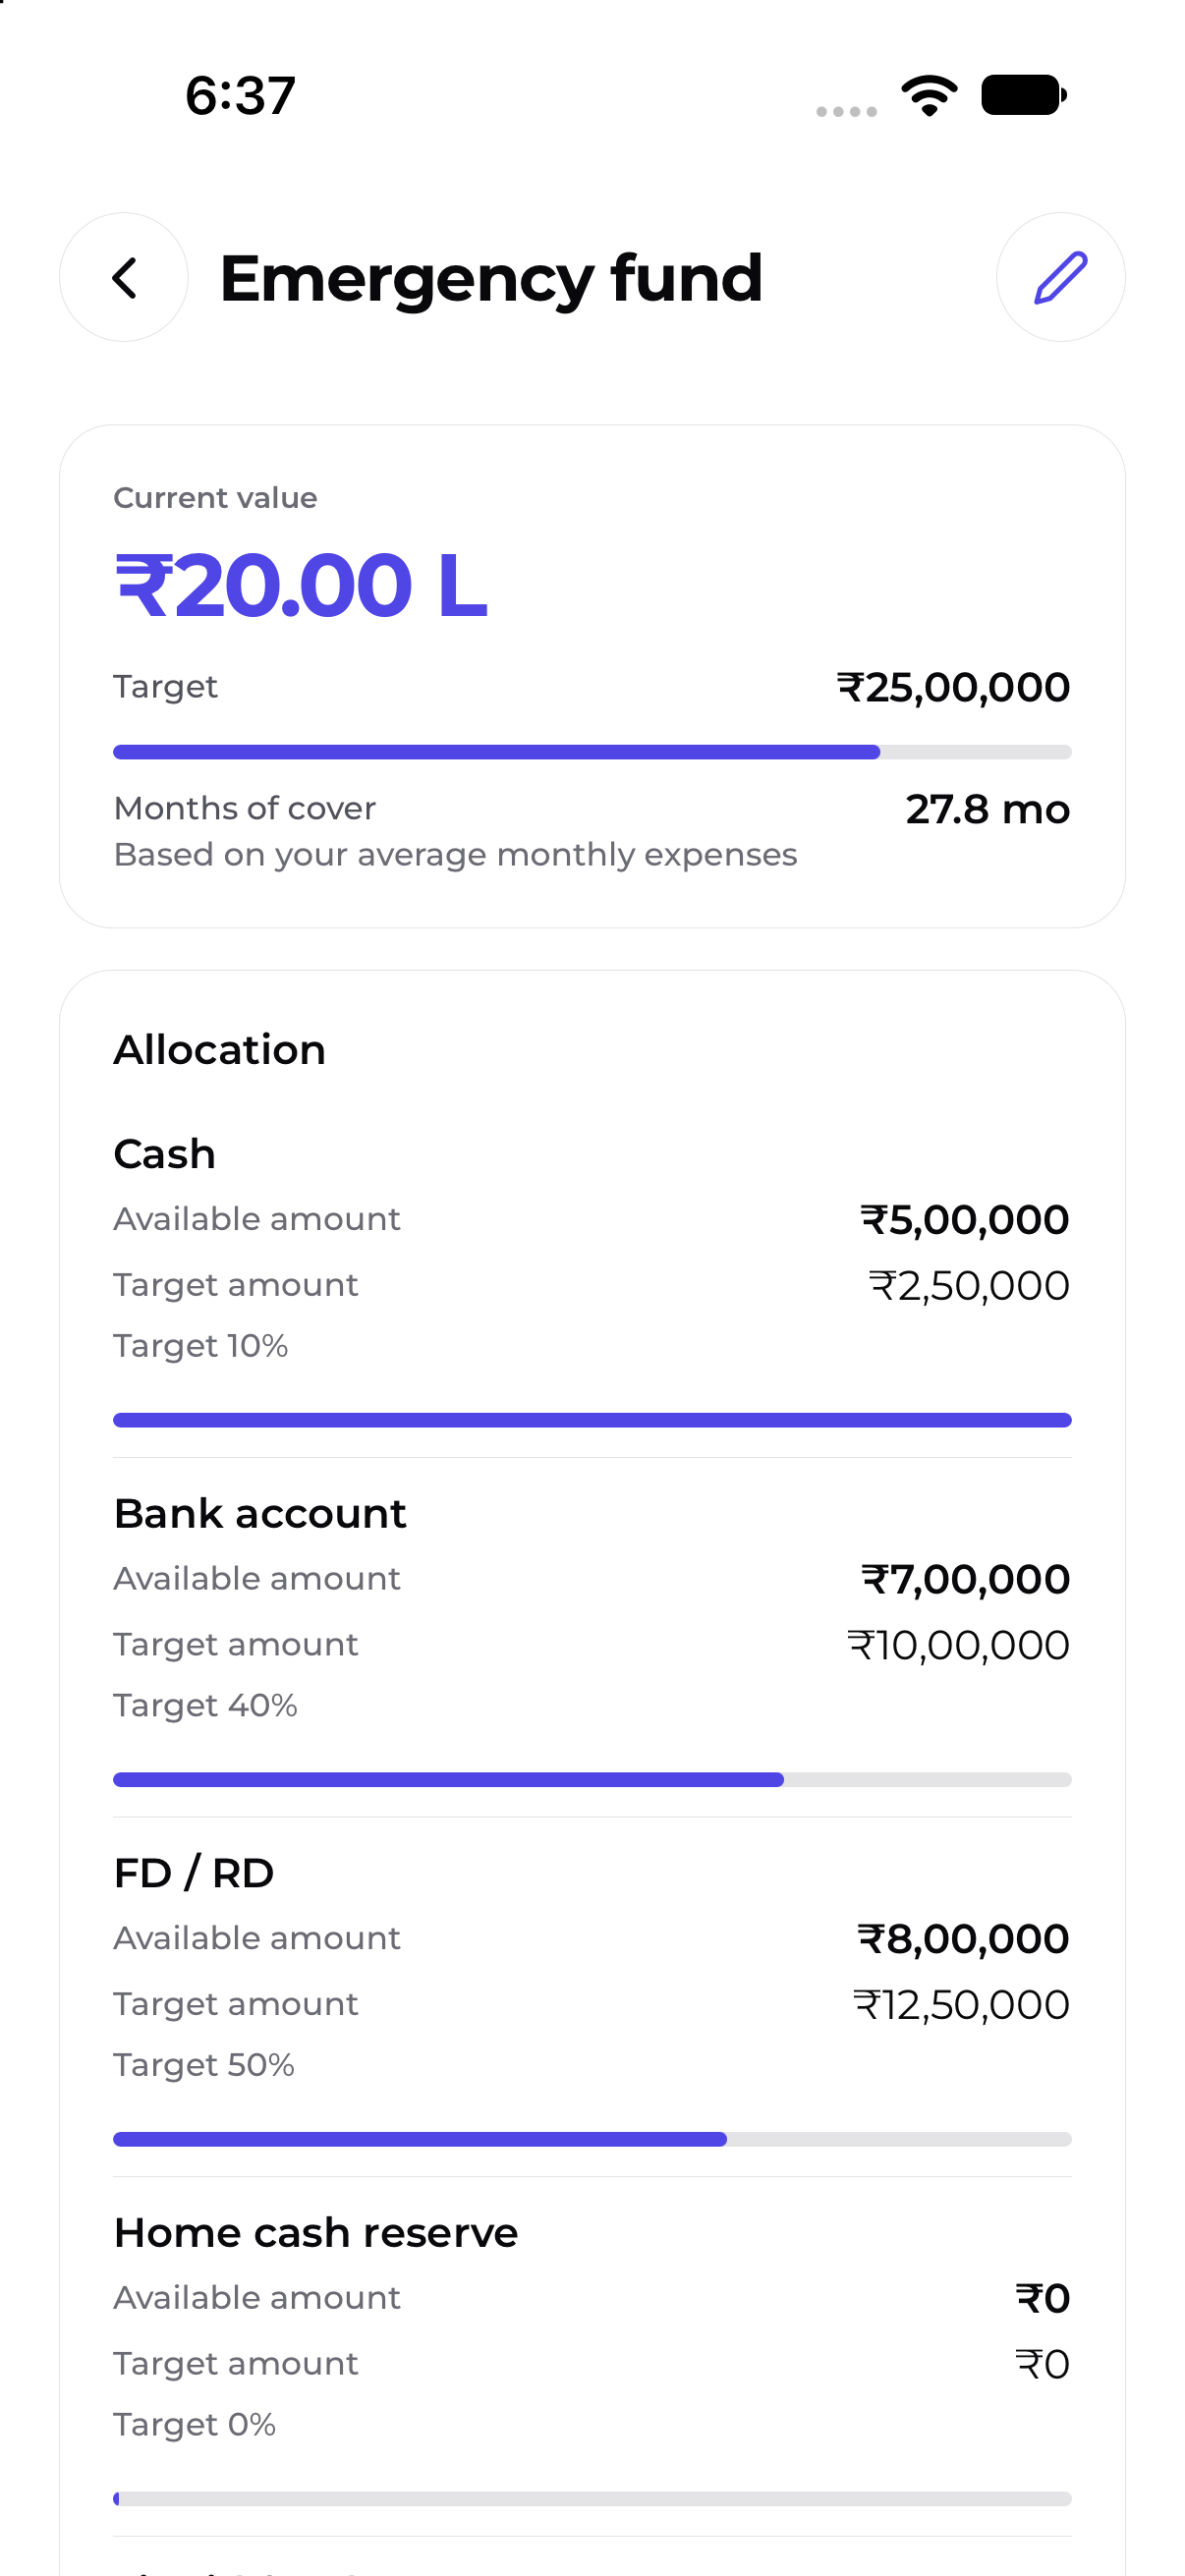 6:37
Emergency fund
Current value
₹20.00 L
Target ₹25,00,000
Months of cover 27.8 mo
Based on your average monthly expenses
Allocation
Cash
Available amount ₹5,00,000
Target amount ₹2,50,000
Target 10%
Bank account
Available amount ₹7,00,000
Target amount ₹10,00,000
Target 40%
FD / RD
Available amount ₹8,00,000
Target amount ₹12,50,000
Target 50%
Home cash reserve
Available amount ₹0
Target amount ₹0
Target 0%